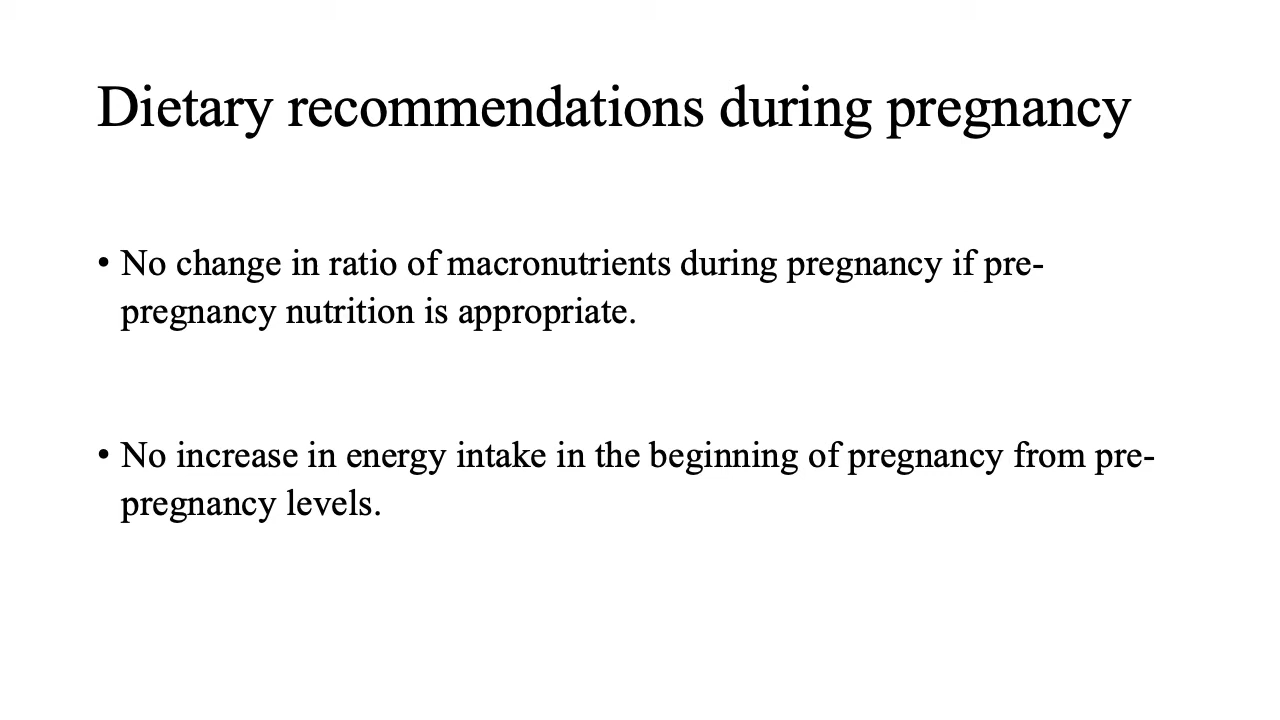 Dietary recommendations during pregnancy
• No change in ratio of macronutrients during pregnancy if pre-
pregnancy nutrition is appropriate.
• No increase in energy intake in the beginning of pregnancy from pre-
pregnancy levels.